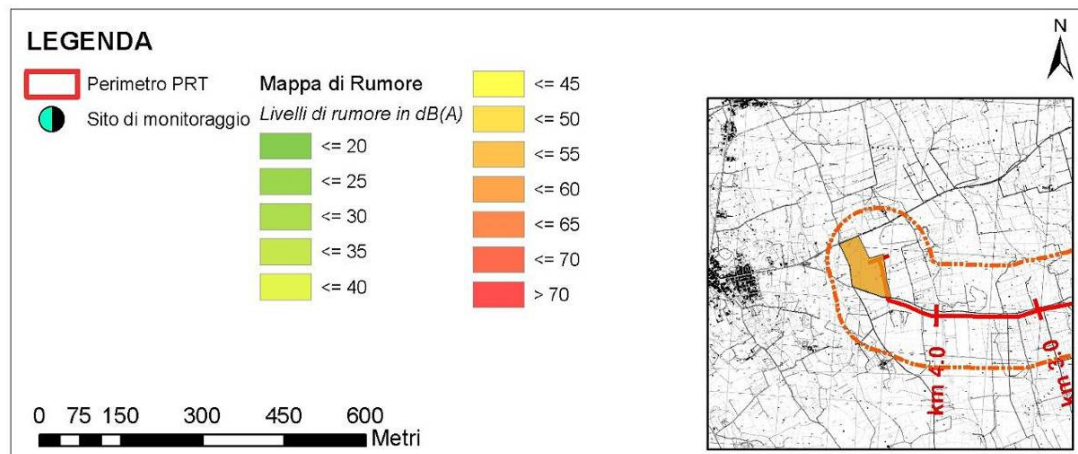 LEGENDA
Perimetro PRT
Sito di monitoraggio
Mappa di Rumore
Livelli di rumore in dB(A)
<= 20
<= 25
<= 30
<= 35
<= 40
<= 45
<= 50
<= 55
<= 60
<= 65
<= 70
> 70
0 75 150 300 450 600
Metri
N
km 4.0
km 3.0